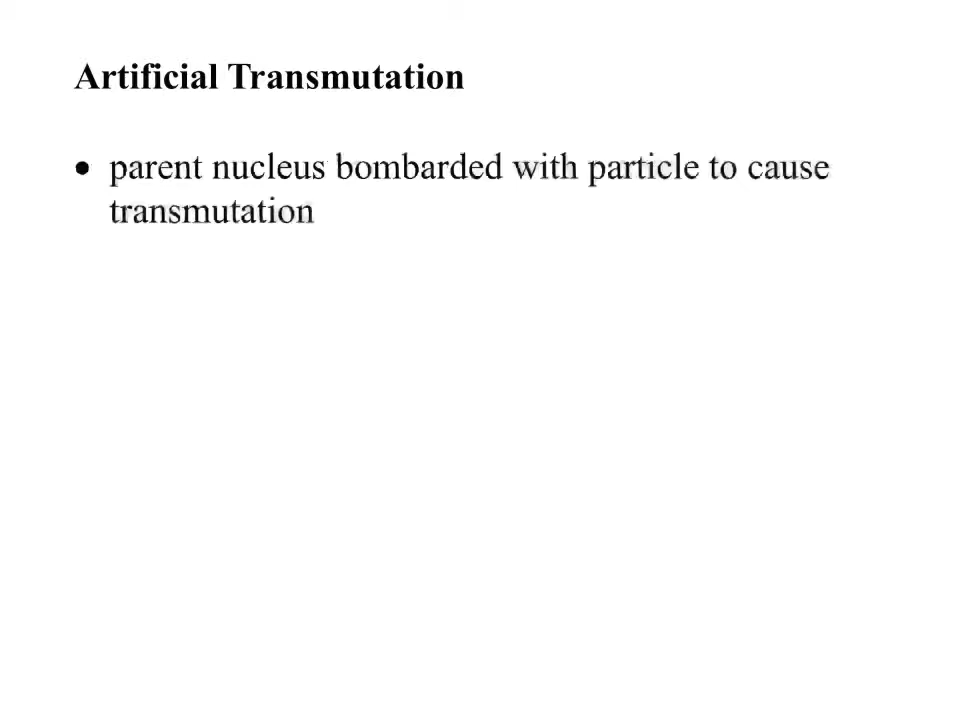 Artificial Transmutation
• parent nucleus bombarded with particle to cause
transmutation